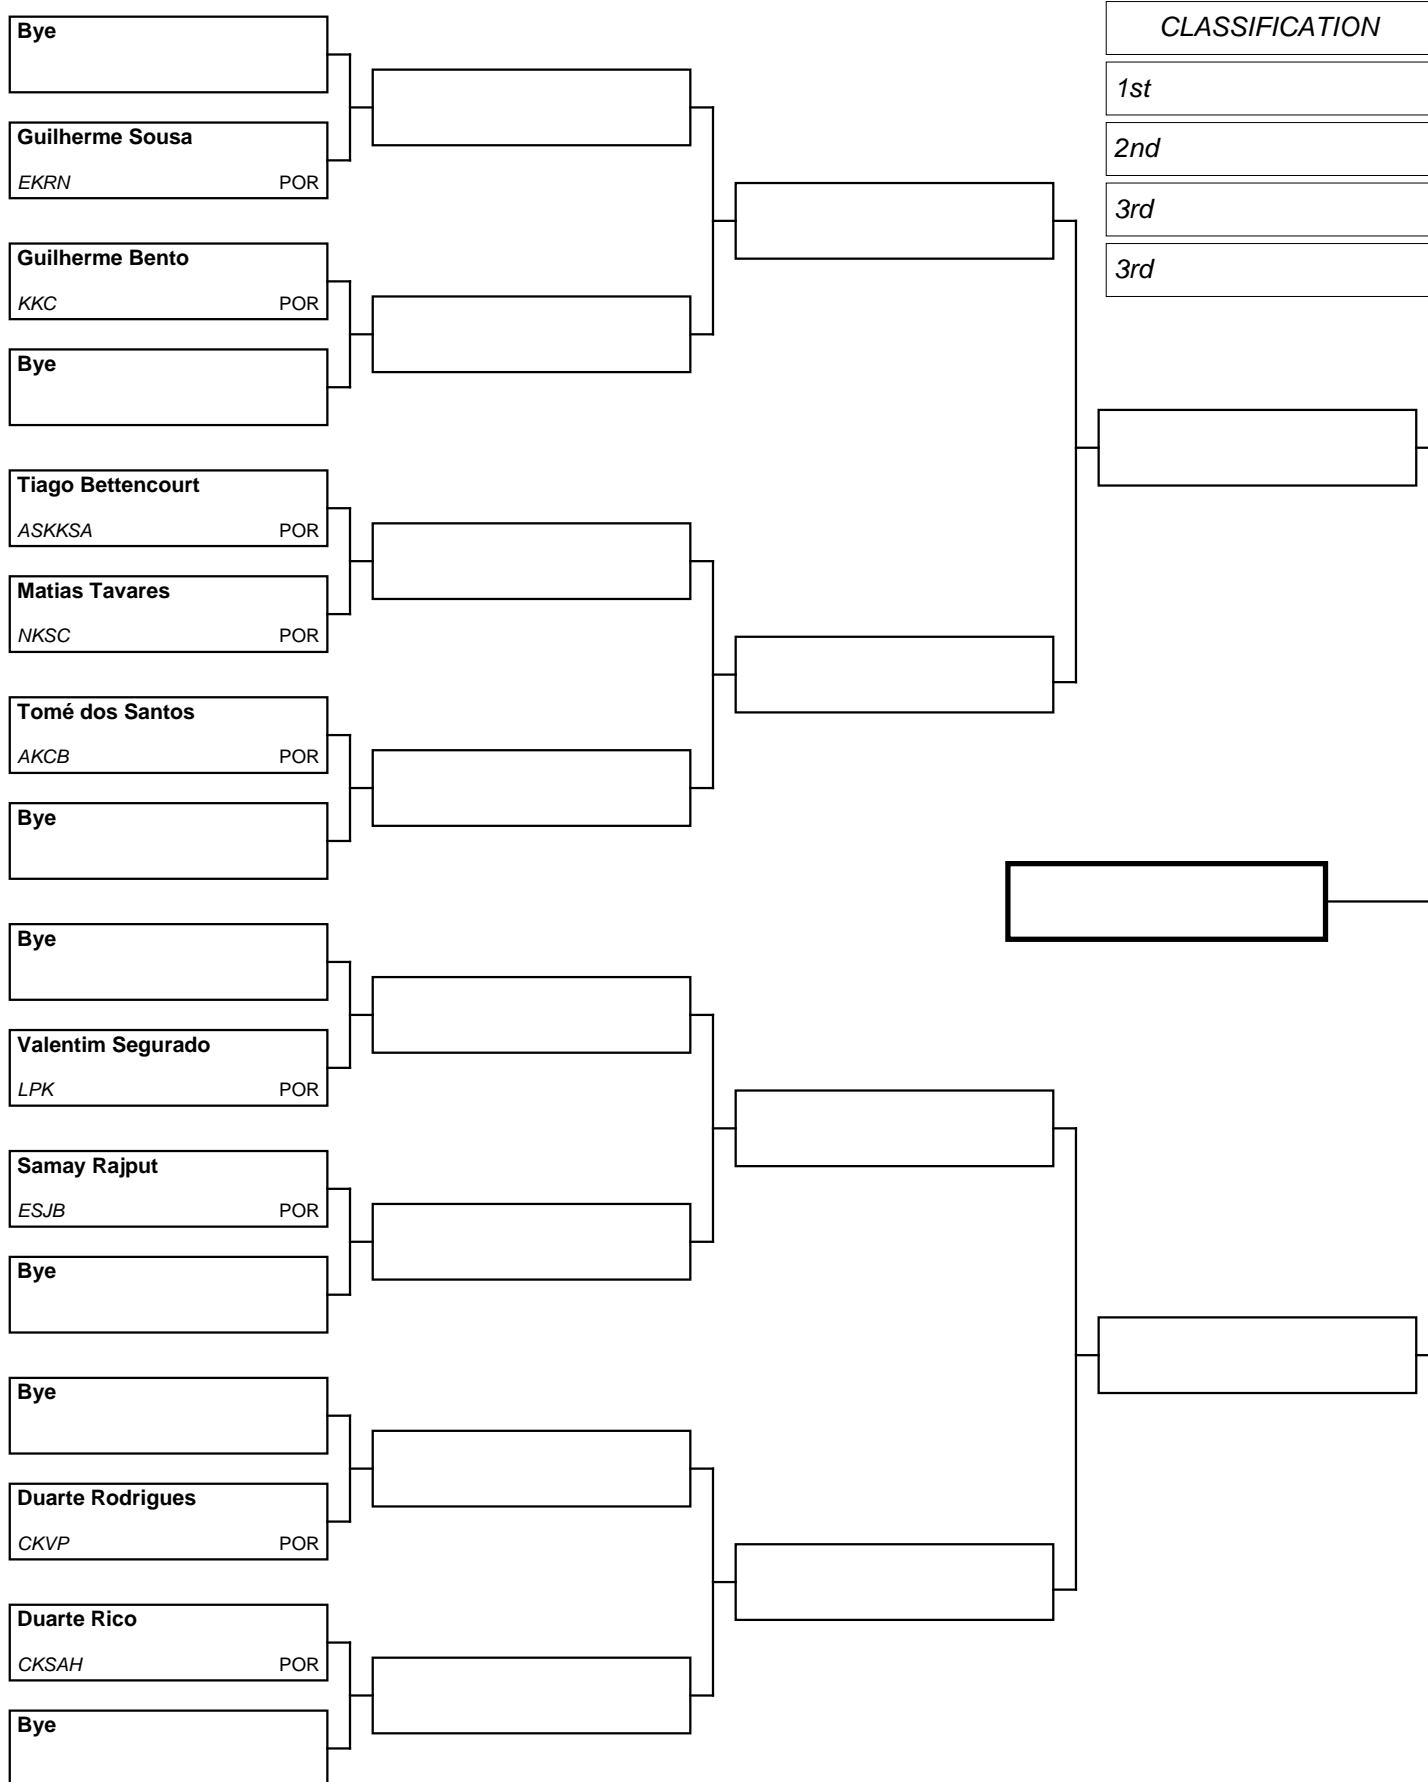 Bye
Guilherme Sousa
EKRN POR
Guilherme Bento
KKC POR
Bye
Tiago Bettencourt
ASKKSA POR
Matias Tavares
NKSC POR
Tomé dos Santos
AKCB POR
Bye
Bye
Valentim Segurado
LPK POR
Samay Rajput
ESJB POR
Bye
Bye
Duarte Rodrigues
CKVP POR
Duarte Rico
CKSAH POR
Bye
CLASSIFICATION
1st
2nd
3rd
3rd